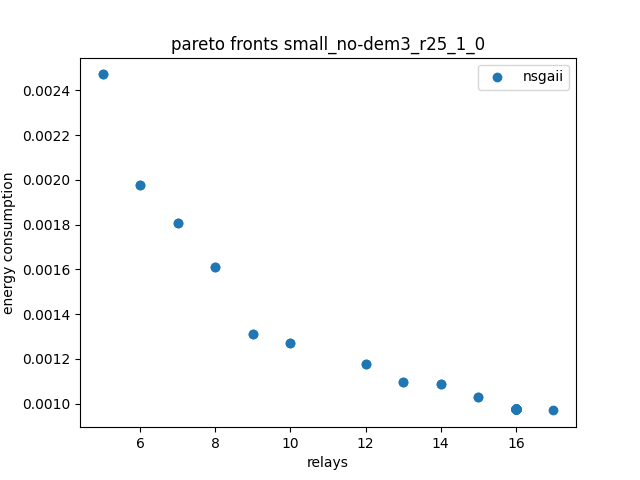 pareto fronts small_no-dem3_r25_1_0
nsgaii
energy consumption
0.0024
0.0022
0.0020
0.0018
0.0016
0.0014
0.0012
0.0010
6 8 10 12 14 16
relays